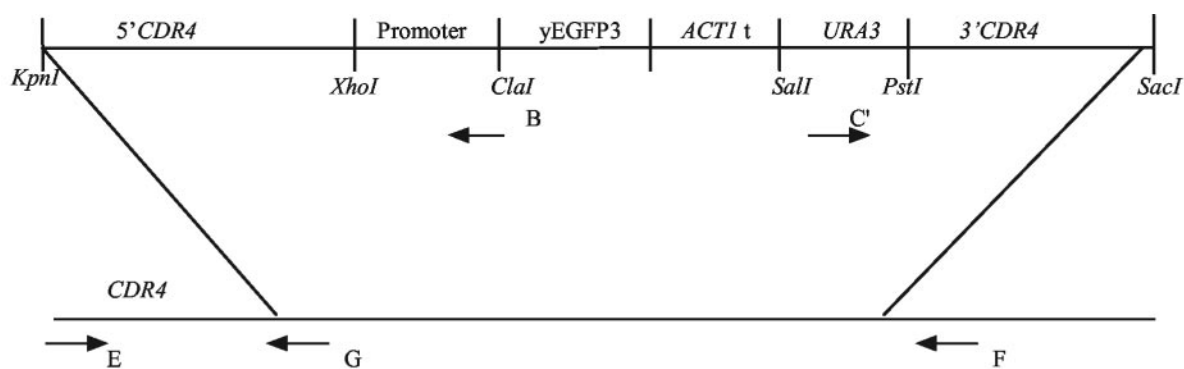 5'CDR4 Promoter yEGFP3 ACT1 t URA3 3'CDR4
KpnI XhoI ClaI SalI PstI SacI
B C'
CDR4
E G F